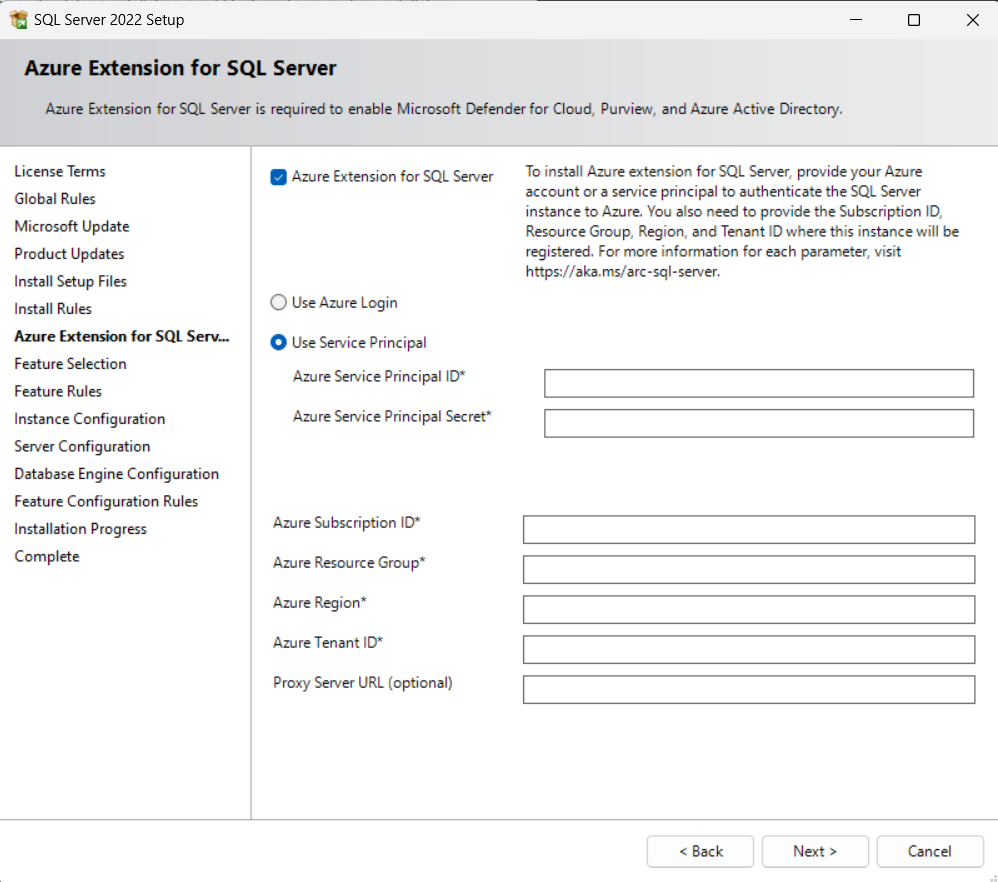 SQL Server 2022 Setup
Azure Extension for SQL Server
Azure Extension for SQL Server is required to enable Microsoft Defender for Cloud, Purview, and Azure Active Directory.
License Terms
Global Rules
Microsoft Update
Product Updates
Install Setup Files
Install Rules
Azure Extension for SQL Serv...
Feature Selection
Feature Rules
Instance Configuration
Server Configuration
Database Engine Configuration
Feature Configuration Rules
Installation Progress
Complete
Azure Extension for SQL Server
To install Azure extension for SQL Server, provide your Azure
account or a service principal to authenticate the SQL Server
instance to Azure. You also need to provide the Subscription ID,
Resource Group, Region, and Tenant ID where this instance will be
registered. For more information for each parameter, visit
https://aka.ms/arc-sql-server.
Use Azure Login
Use Service Principal
Azure Service Principal ID*
Azure Service Principal Secret*
Azure Subscription ID*
Azure Resource Group*
Azure Region*
Azure Tenant ID*
Proxy Server URL (optional)
< Back
Next >
Cancel